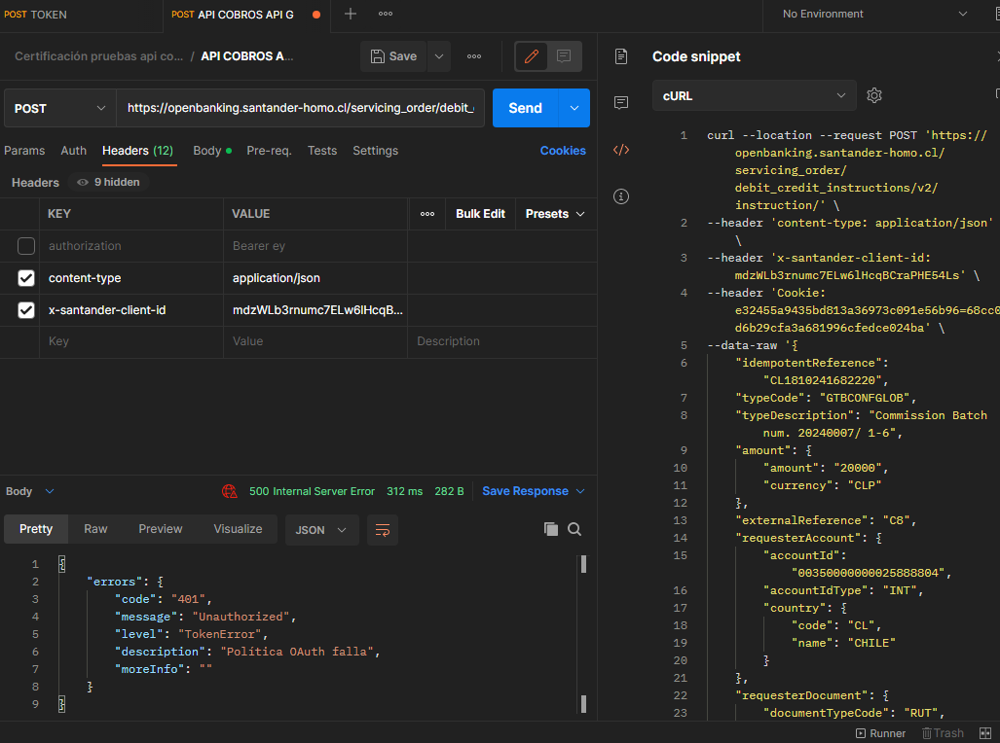 POST TOKEN
POST API COBROS API G
No Environment
Certificación pruebas api co... / API COBROS A...
Save
Code snippet
POST
https://openbanking.santander-homo.cl/servicing_order/debit_
Send
cURL
Params Auth Headers (12) Body Pre-req. Tests Settings Cookies
Headers 9 hidden
KEY VALUE Bulk Edit Presets
authorization Bearer ey
content-type application/json
x-santander-client-id mdzWLb3rnumc7ELw6lHcqB...
Key Value Description
Body 500 Internal Server Error 312 ms 282 B Save Response
Pretty Raw Preview Visualize JSON
1 {
2 "errors": {
3 "code": "401",
4 "message": "Unauthorized",
5 "level": "TokenError",
6 "description": "Política OAuth falla",
7 "moreInfo": ""
8 }
9 }
1 curl --location --request POST 'https://
openbanking.santander-homo.cl/
servicing_order/
debit_credit_instructions/v2/
instruction/' \
2 --header 'content-type: application/json'
\
3 --header 'x-santander-client-id:
mdzWLb3rnumc7ELw6lHcqBCraPHE54Ls' \
4 --header 'Cookie:
e32455a9435bd813a36973c091e56b96=68cc0
d6b29cfa3a681996cfedce024ba' \
5 --data-raw '{
6 "idempotentReference":
"CL1810241682220",
7 "typeCode": "GTBCONFGLOB",
8 "typeDescription": "Commission Batch
num. 20240007/ 1-6",
9 "amount": {
10 "amount": "20000",
11 "currency": "CLP"
12 },
13 "externalReference": "C8",
14 "requesterAccount": {
15 "accountId":
"00350000000025888804",
16 "accountIdType": "INT",
17 "country": {
18 "code": "CL",
19 "name": "CHILE"
20 }
21 },
22 "requesterDocument": {
23 "documentTypeCode": "RUT",
Runner Trash